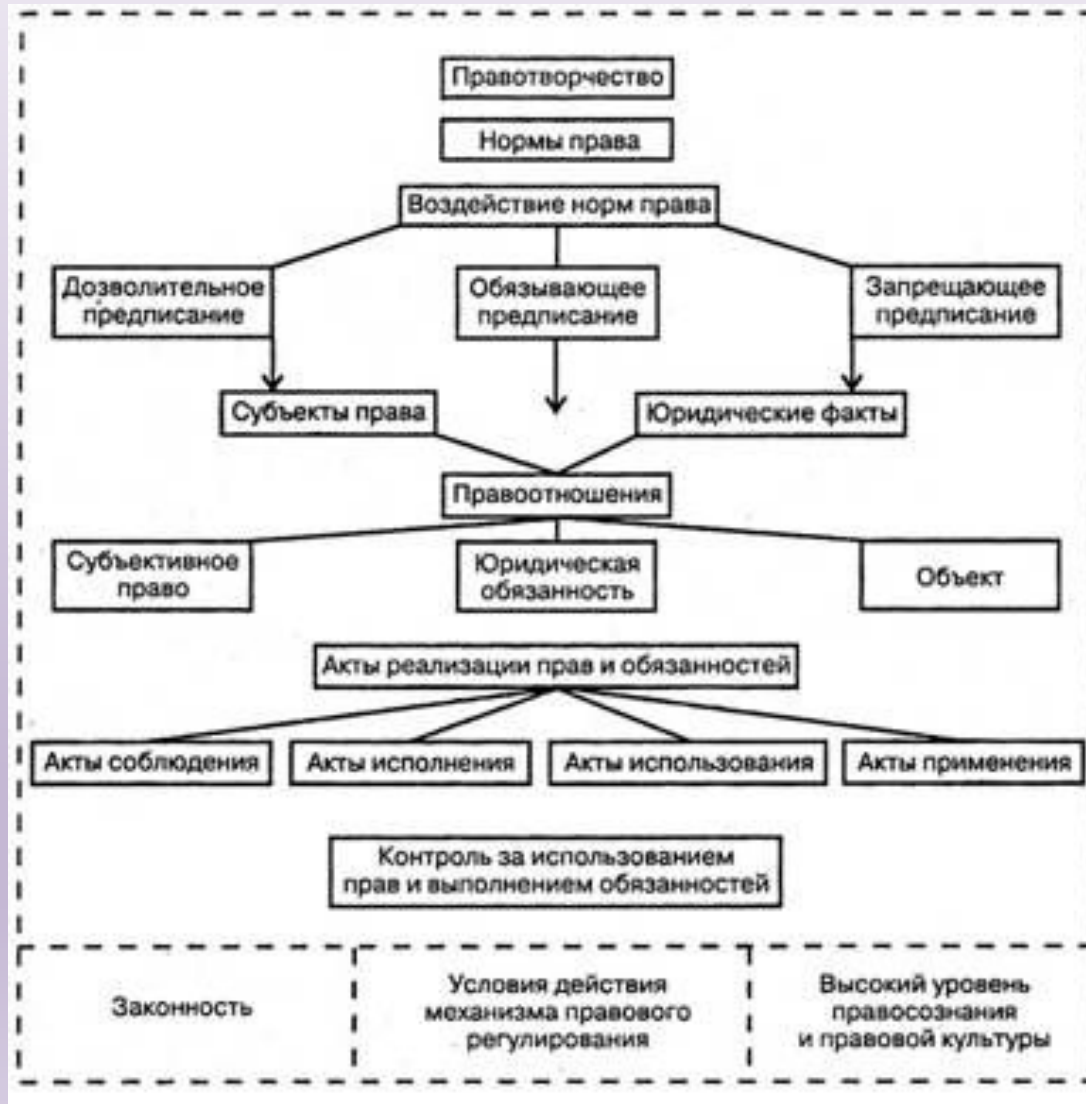 Правотворчество
Нормы права
Воздействие норм права
Дозволительное
предписание
Обязывающее
предписание
Запрещающее
предписание
Субъекты права
Юридические факты
Правоотношения
Субъективное
право
Юридическая
обязанность
Объект
Акты реализации прав и обязанностей
Акты соблюдения
Акты исполнения
Акты использования
Акты применения
Контроль за использованием
прав и выполнением обязанностей
Законность
Условия действия
механизма правового
регулирования
Высокий уровень
правосознания
и правовой культуры